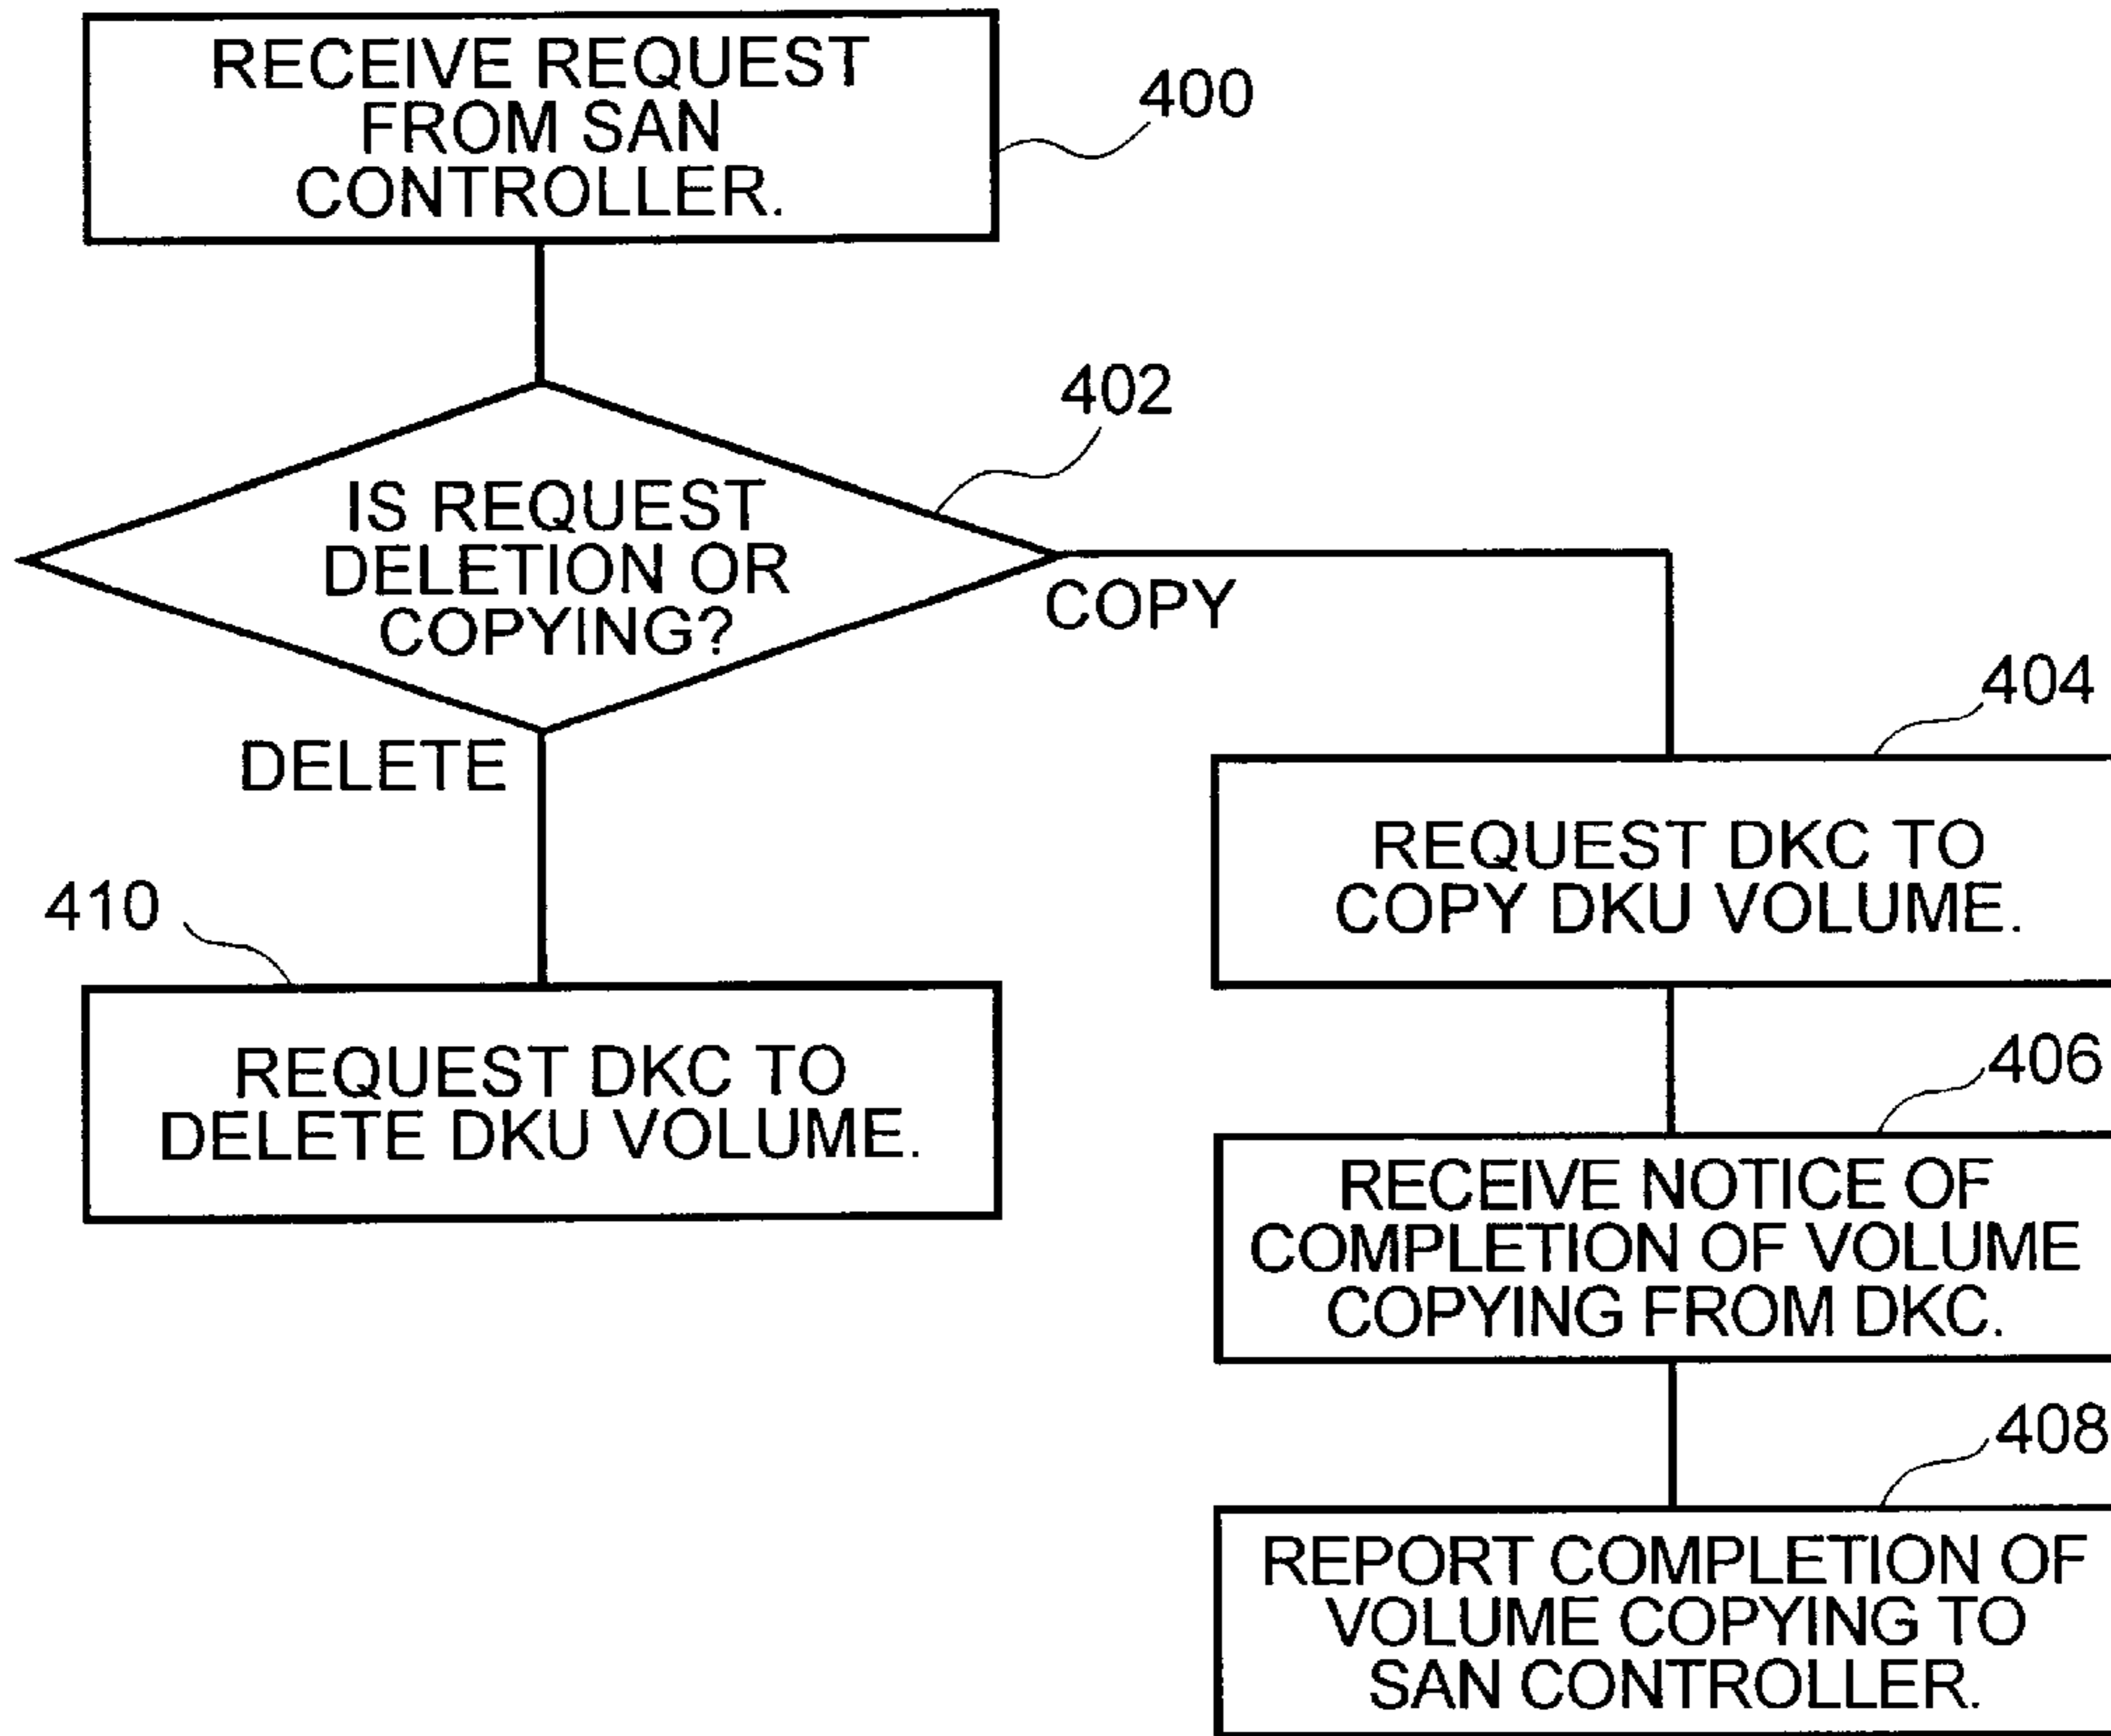 RECEIVE REQUEST
FROM SAN
CONTROLLER.
400
402
IS REQUEST
DELETION OR
COPYING?
COPY
DELETE
404
REQUEST DKC TO
COPY DKU VOLUME.
410
REQUEST DKC TO
DELETE DKU VOLUME.
406
RECEIVE NOTICE OF
COMPLETION OF VOLUME
COPYING FROM DKC.
408
REPORT COMPLETION OF
VOLUME COPYING TO
SAN CONTROLLER.